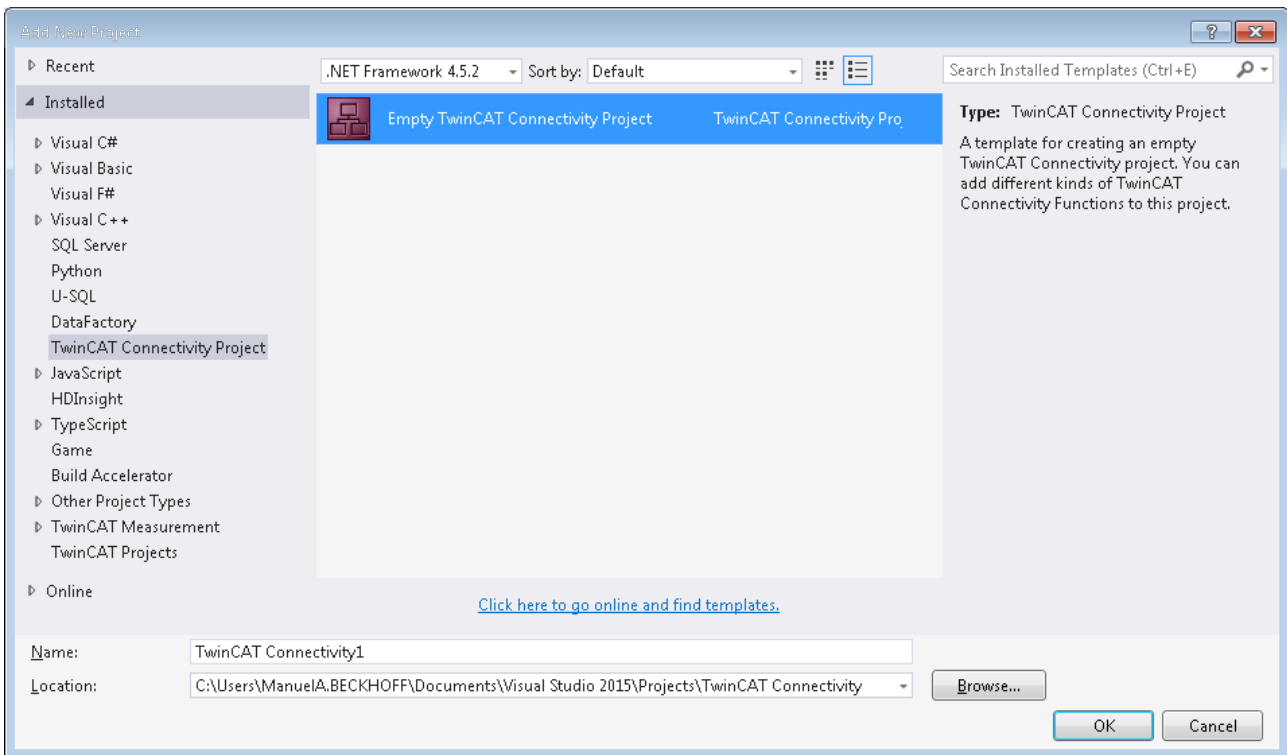 Add New Project
Recent
.NET Framework 4.5.2
Sort by: Default
Search Installed Templates (Ctrl+E)
Installed
Visual C#
Visual Basic
Visual F#
Visual C++
SQL Server
Python
U-SQL
DataFactory
TwinCAT Connectivity Project
JavaScript
HDInsight
TypeScript
Game
Build Accelerator
Other Project Types
TwinCAT Measurement
TwinCAT Projects
Online
Empty TwinCAT Connectivity Project TwinCAT Connectivity Pro
Type: TwinCAT Connectivity Project
A template for creating an empty
TwinCAT Connectivity project. You can
add different kinds of TwinCAT
Connectivity Functions to this project.
Click here to go online and find templates.
Name: TwinCAT Connectivity1
Location: C:\Users\ManuelA.BECKHOFF\Documents\Visual Studio 2015\Projects\TwinCAT Connectivity
Browse...
OK Cancel